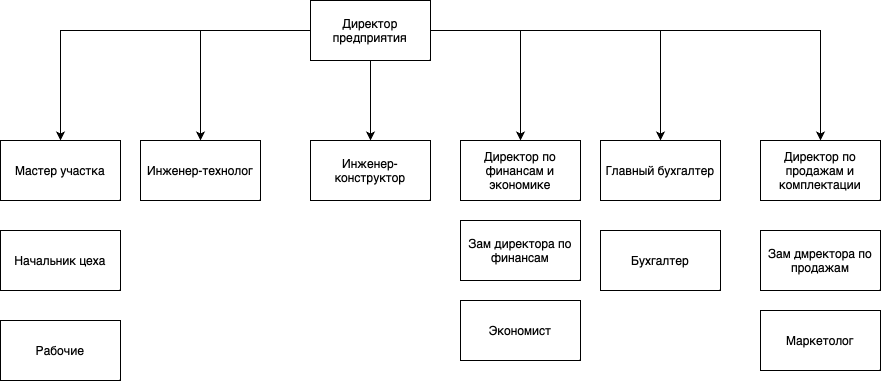 Директор
предприятия
Мастер участка
Инженер-технолог
Инженер-
конструктор
Директор по
финансам и
экономике
Главный бухгалтер
Директор по
продажам и
комплектации
Начальник цеха
Зам директора по
финансам
Бухгалтер
Зам дмректора по
продажам
Рабочие
Экономист
Маркетолог